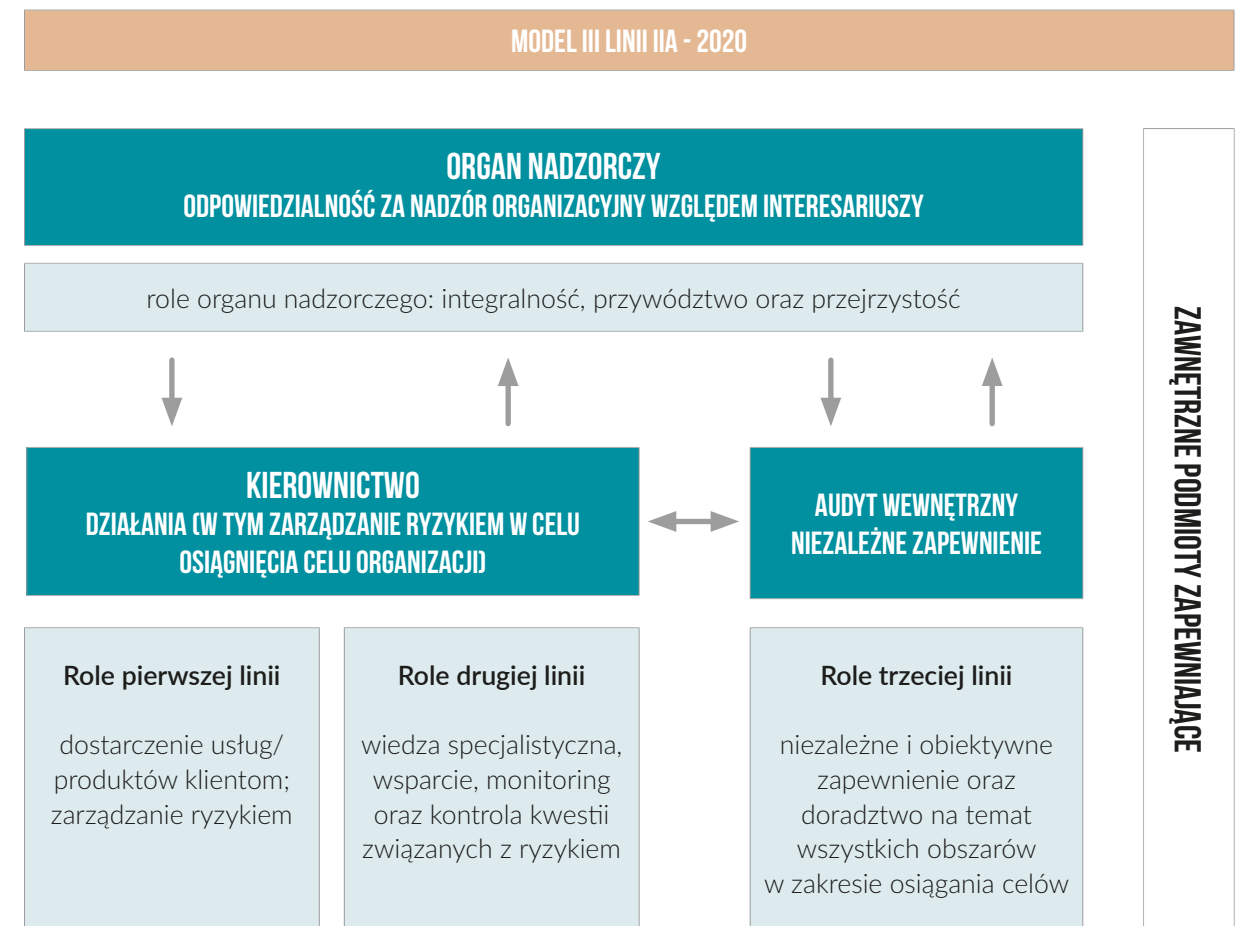 MODEL III LINII IIA - 2020
ORGAN NADZORCZY
ODPOWIEDZIALNOŚĆ ZA NADZÓR ORGANIZACYJNY WZGLĘDEM INTERESARIUSZY
role organu nadzorczego: integralność, przywództwo oraz przejrzystość
KIEROWNICTWO
DZIAŁANIA (W TYM ZARZĄDZANIE RYZYKIEM W CELU
OSIĄGNIĘCIA CELU ORGANIZACJI)
AUDYT WEWNĘTRZNY
NIEZALEŻNE ZAPEWNIENIE
Role pierwszej linii
dostarczenie usług/
produktów klientom;
zarządzanie ryzykiem
Role drugiej linii
wiedza specjalistyczna,
wsparcie, monitoring
oraz kontrola kwestii
związanych z ryzykiem
Role trzeciej linii
niezależne i obiektywne
zapewnienie oraz
doradztwo na temat
wszystkich obszarów
w zakresie osiągania celów
ZAWNĘTRZNE PODMIOTY ZAPEWNIAJĄCE